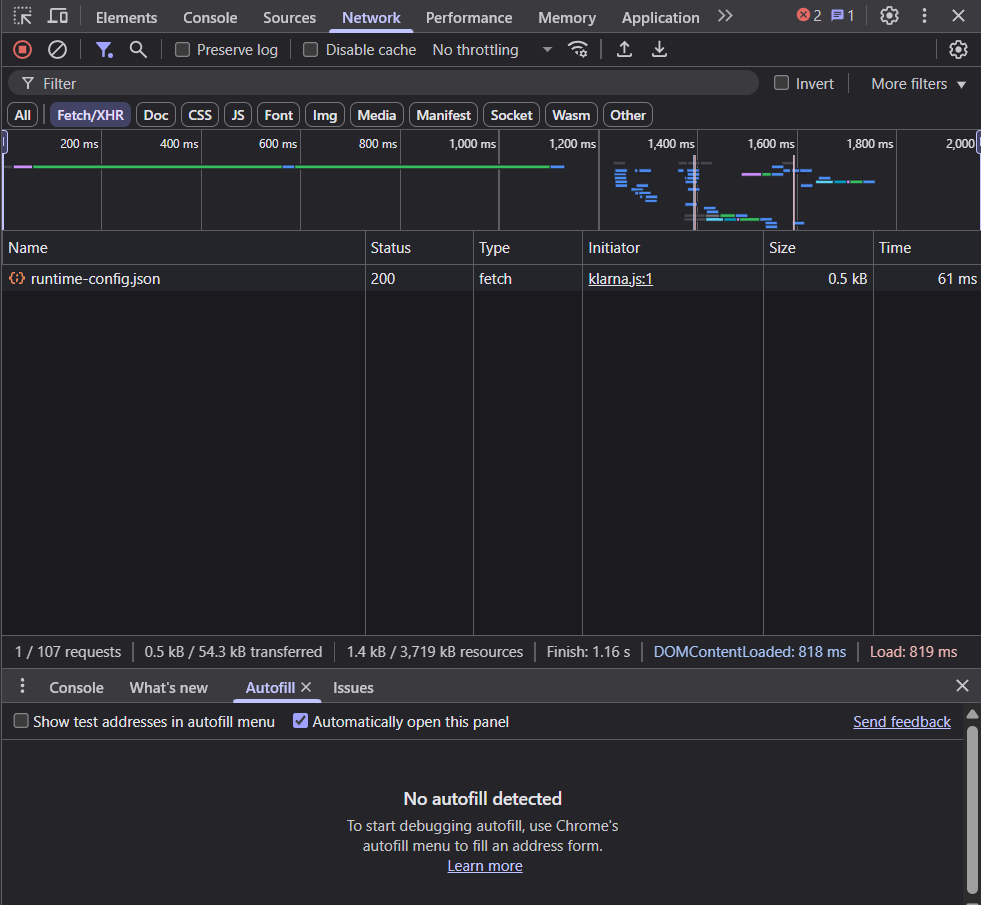 Elements Console Sources Network Performance Memory Application 2 1
Preserve log Disable cache No throttling
Filter Invert More filters
All Fetch/XHR Doc CSS JS Font Img Media Manifest Socket Wasm Other
200 ms 400 ms 600 ms 800 ms 1,000 ms 1,200 ms 1,400 ms 1,600 ms 1,800 ms 2,000
Name Status Type Initiator Size Time
runtime-config.json 200 fetch klarna.js:1 0.5 kB 61 ms
1 / 107 requests 0.5 kB / 54.3 kB transferred 1.4 kB / 3,719 kB resources Finish: 1.16 s DOMContentLoaded: 818 ms Load: 819 ms
Console What's new Autofill Issues
Show test addresses in autofill menu Automatically open this panel Send feedback
No autofill detected
To start debugging autofill, use Chrome's
autofill menu to fill an address form.
Learn more